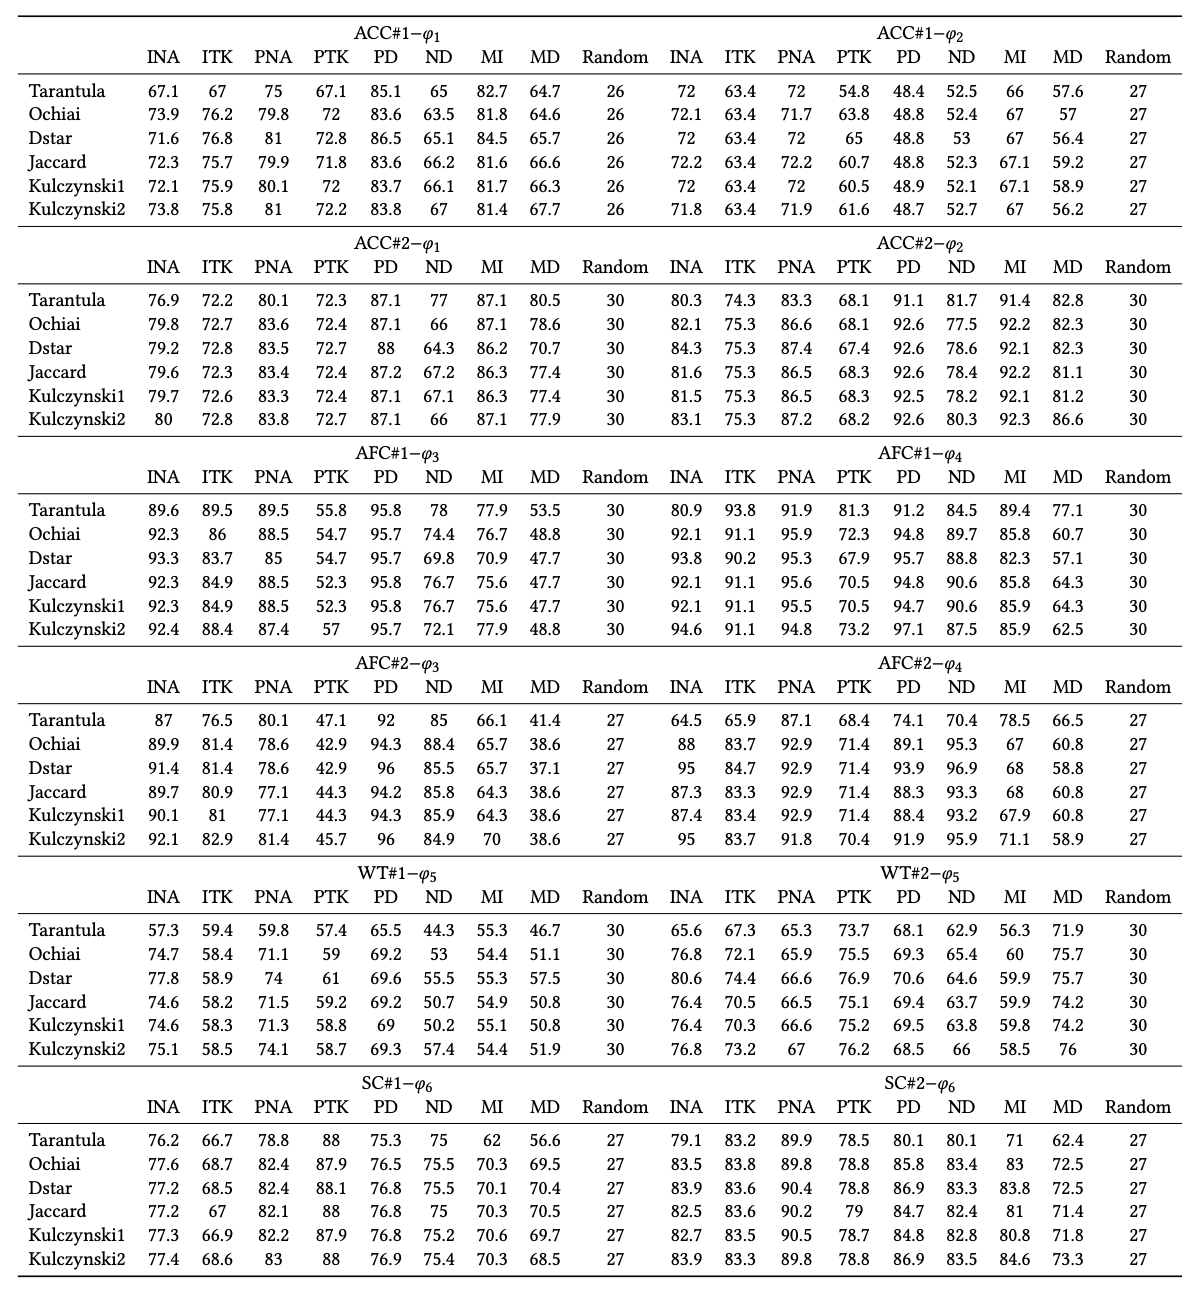 ACC#1–φ1 ACC#1–φ2
INA ITK PNA PTK PD ND MI MD Random INA ITK PNA PTK PD ND MI MD Random
Tarantula 67.1 67 75 67.1 85.1 65 82.7 64.7 26 72 63.4 72 54.8 48.4 52.5 66 57.6 27
Ochiai 73.9 76.2 79.8 72 83.6 63.5 81.8 64.6 26 72.1 63.4 71.7 63.8 48.8 52.4 67 57 27
Dstar 71.6 76.8 81 72.8 86.5 65.1 84.5 65.7 26 72 63.4 72 65 48.8 53 67 56.4 27
Jaccard 72.3 75.7 79.9 71.8 83.6 66.2 81.6 66.6 26 72.2 63.4 72.2 60.7 48.8 52.3 67.1 59.2 27
Kulczynski1 72.1 75.9 80.1 72 83.7 66.1 81.7 66.3 26 72 63.4 72 60.5 48.9 52.1 67.1 58.9 27
Kulczynski2 73.8 75.8 81 72.2 83.8 67 81.4 67.7 26 71.8 63.4 71.9 61.6 48.7 52.7 67 56.2 27
ACC#2–φ1 ACC#2–φ2
INA ITK PNA PTK PD ND MI MD Random INA ITK PNA PTK PD ND MI MD Random
Tarantula 76.9 72.2 80.1 72.3 87.1 77 87.1 80.5 30 80.3 74.3 83.3 68.1 91.1 81.7 91.4 82.8 30
Ochiai 79.8 72.7 83.6 72.4 87.1 66 87.1 78.6 30 82.1 75.3 86.6 68.1 92.6 77.5 92.2 82.3 30
Dstar 79.2 72.8 83.5 72.7 88 64.3 86.2 70.7 30 84.3 75.3 87.4 67.4 92.6 78.6 92.1 82.3 30
Jaccard 79.6 72.3 83.4 72.4 87.2 67.2 86.3 77.4 30 81.6 75.3 86.5 68.3 92.6 78.4 92.2 81.1 30
Kulczynski1 79.7 72.6 83.3 72.4 87.1 67.1 86.3 77.4 30 81.5 75.3 86.5 68.3 92.5 78.2 92.1 81.2 30
Kulczynski2 80 72.8 83.8 72.7 87.1 66 87.1 77.9 30 83.1 75.3 87.2 68.2 92.6 80.3 92.3 86.6 30
AFC#1–φ3 AFC#1–φ4
INA ITK PNA PTK PD ND MI MD Random INA ITK PNA PTK PD ND MI MD Random
Tarantula 89.6 89.5 89.5 55.8 95.8 78 77.9 53.5 30 80.9 93.8 91.9 81.3 91.2 84.5 89.4 77.1 30
Ochiai 92.3 86 88.5 54.7 95.7 74.4 76.7 48.8 30 92.1 91.1 95.9 72.3 94.8 89.7 85.8 60.7 30
Dstar 93.3 83.7 85 54.7 95.7 69.8 70.9 47.7 30 93.8 90.2 95.3 67.9 95.7 88.8 82.3 57.1 30
Jaccard 92.3 84.9 88.5 52.3 95.8 76.7 75.6 47.7 30 92.1 91.1 95.6 70.5 94.8 90.6 85.8 64.3 30
Kulczynski1 92.3 84.9 88.5 52.3 95.8 76.7 75.6 47.7 30 92.1 91.1 95.5 70.5 94.7 90.6 85.9 64.3 30
Kulczynski2 92.4 88.4 87.4 57 95.7 72.1 77.9 48.8 30 94.6 91.1 94.8 73.2 97.1 87.5 85.9 62.5 30
AFC#2–φ3 AFC#2–φ4
INA ITK PNA PTK PD ND MI MD Random INA ITK PNA PTK PD ND MI MD Random
Tarantula 87 76.5 80.1 47.1 92 85 66.1 41.4 27 64.5 65.9 87.1 68.4 74.1 70.4 78.5 66.5 27
Ochiai 89.9 81.4 78.6 42.9 94.3 88.4 65.7 38.6 27 88 83.7 92.9 71.4 89.1 95.3 67 60.8 27
Dstar 91.4 81.4 78.6 42.9 96 85.5 65.7 37.1 27 95 84.7 92.9 71.4 93.9 96.9 68 58.8 27
Jaccard 89.7 80.9 77.1 44.3 94.2 85.8 64.3 38.6 27 87.3 83.3 92.9 71.4 88.3 93.3 68 60.8 27
Kulczynski1 90.1 81 77.1 44.3 94.3 85.9 64.3 38.6 27 87.4 83.4 92.9 71.4 88.4 93.2 67.9 60.8 27
Kulczynski2 92.1 82.9 81.4 45.7 96 84.9 70 38.6 27 95 83.7 91.8 70.4 91.9 95.9 71.1 58.9 27
WT#1–φ5 WT#2–φ5
INA ITK PNA PTK PD ND MI MD Random INA ITK PNA PTK PD ND MI MD Random
Tarantula 57.3 59.4 59.8 57.4 65.5 44.3 55.3 46.7 30 65.6 67.3 65.3 73.7 68.1 62.9 56.3 71.9 30
Ochiai 74.7 58.4 71.1 59 69.2 53 54.4 51.1 30 76.8 72.1 65.9 75.5 69.3 65.4 60 75.7 30
Dstar 77.8 58.9 74 61 69.6 55.5 55.3 57.5 30 80.6 74.4 66.6 76.9 70.6 64.6 59.9 75.7 30
Jaccard 74.6 58.2 71.5 59.2 69.2 50.7 54.9 50.8 30 76.4 70.5 66.5 75.1 69.4 63.7 59.9 74.2 30
Kulczynski1 74.6 58.3 71.3 58.8 69 50.2 55.1 50.8 30 76.4 70.3 66.6 75.2 69.5 63.8 59.8 74.2 30
Kulczynski2 75.1 58.5 74.1 58.7 69.3 57.4 54.4 51.9 30 76.8 73.2 67 76.2 68.5 66 58.5 76 30
SC#1–φ6 SC#2–φ6
INA ITK PNA PTK PD ND MI MD Random INA ITK PNA PTK PD ND MI MD Random
Tarantula 76.2 66.7 78.8 88 75.3 75 62 56.6 27 79.1 83.2 89.9 78.5 80.1 80.1 71 62.4 27
Ochiai 77.6 68.7 82.4 87.9 76.5 75.5 70.3 69.5 27 83.5 83.8 89.8 78.8 85.8 83.4 83 72.5 27
Dstar 77.2 68.5 82.4 88.1 76.8 75.5 70.1 70.4 27 83.9 83.6 90.4 78.8 86.9 83.3 83.8 72.5 27
Jaccard 77.2 67 82.1 88 76.8 75 70.3 70.5 27 82.5 83.6 90.2 79 84.7 82.4 81 71.4 27
Kulczynski1 77.3 66.9 82.2 87.9 76.8 75.2 70.6 69.7 27 82.7 83.5 90.5 78.7 84.8 82.8 80.8 71.8 27
Kulczynski2 77.4 68.6 83 88 76.9 75.4 70.3 68.5 27 83.9 83.3 89.8 78.8 86.9 83.5 84.6 73.3 27